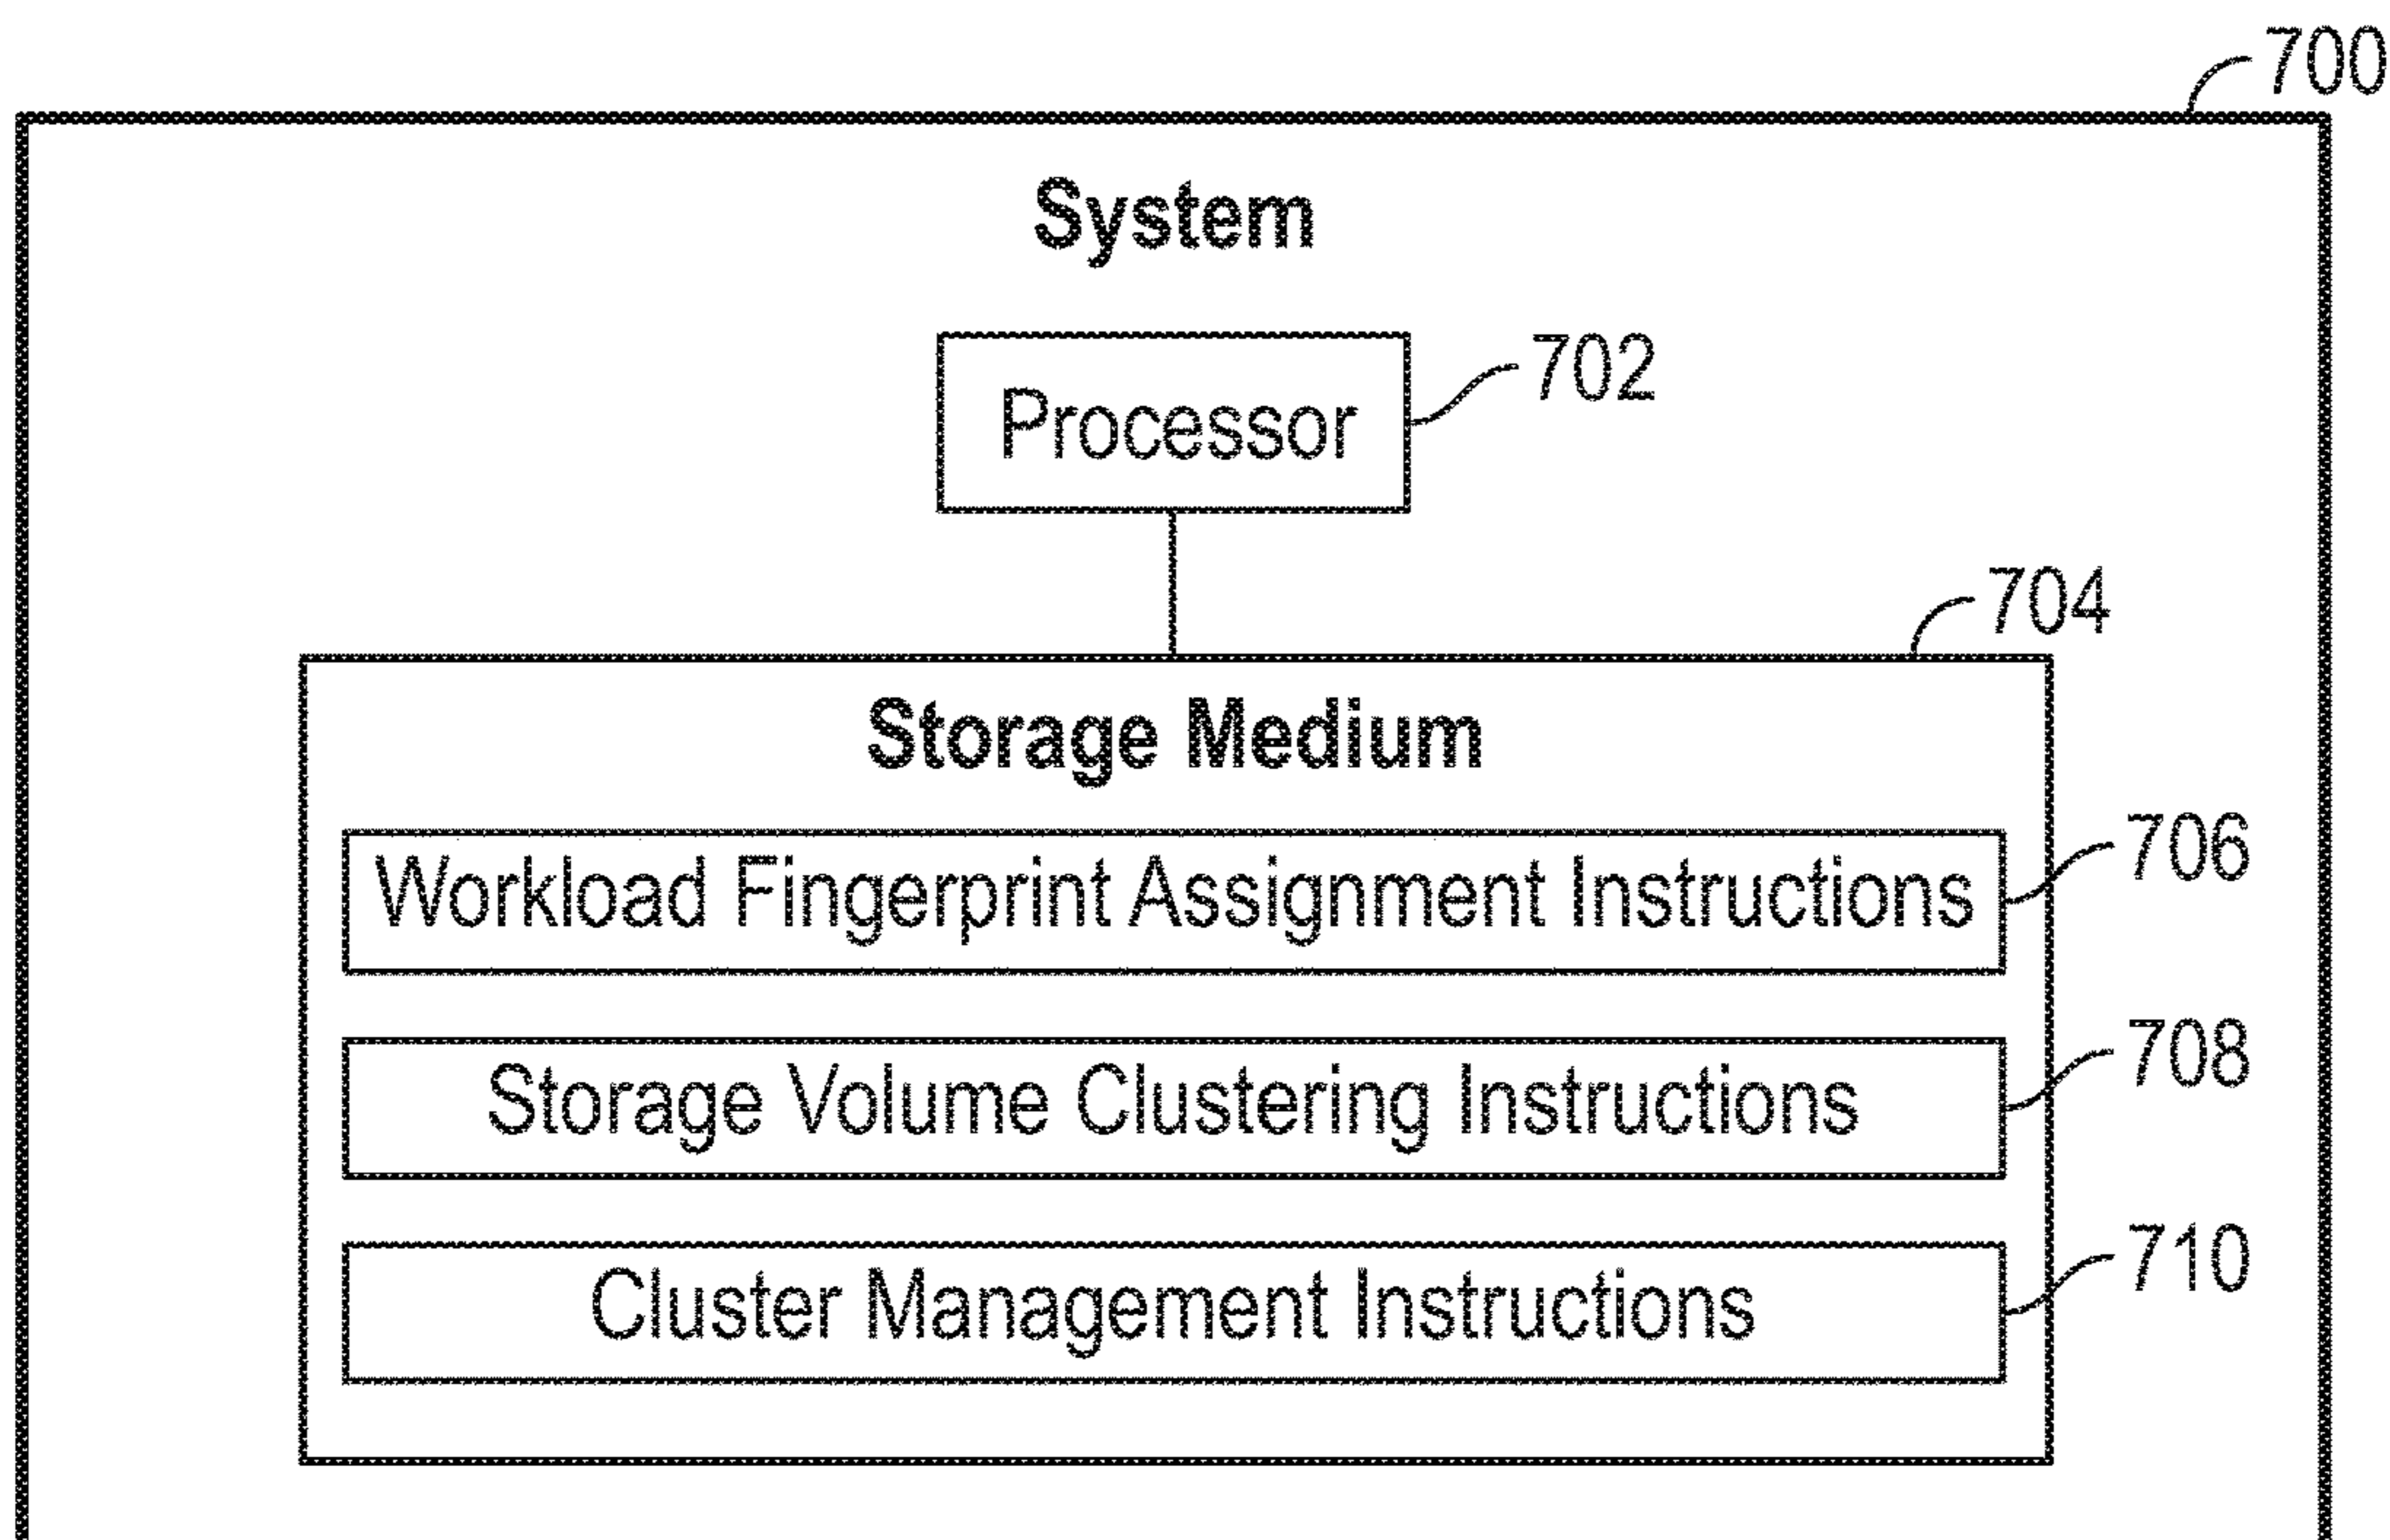 700
System
Processor
702
704
Storage Medium
Workload Fingerprint Assignment Instructions
706
Storage Volume Clustering Instructions
708
Cluster Management Instructions
710